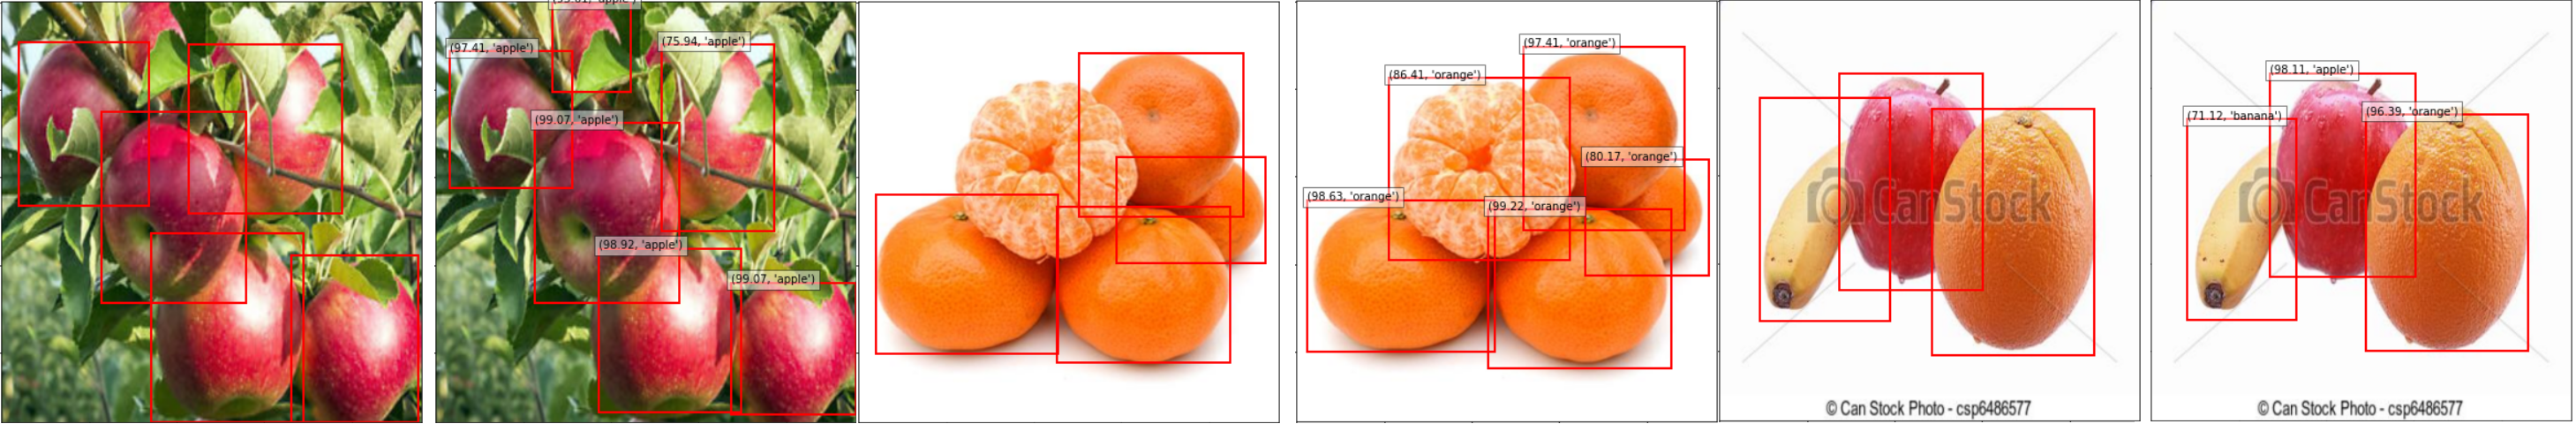 (97.41, 'apple')
(75.94, 'apple')
(99.07, 'apple')
(98.92, 'apple')
(99.07, 'apple')
(97.41, 'orange')
(86.41, 'orange')
(80.17, 'orange')
(98.63, 'orange')
(99.22, 'orange')
CanStock
© Can Stock Photo - csp6486577
(98.11, 'apple')
(96.39, 'orange')
(71.12, 'banana')
CanStock
© Can Stock Photo - csp6486577